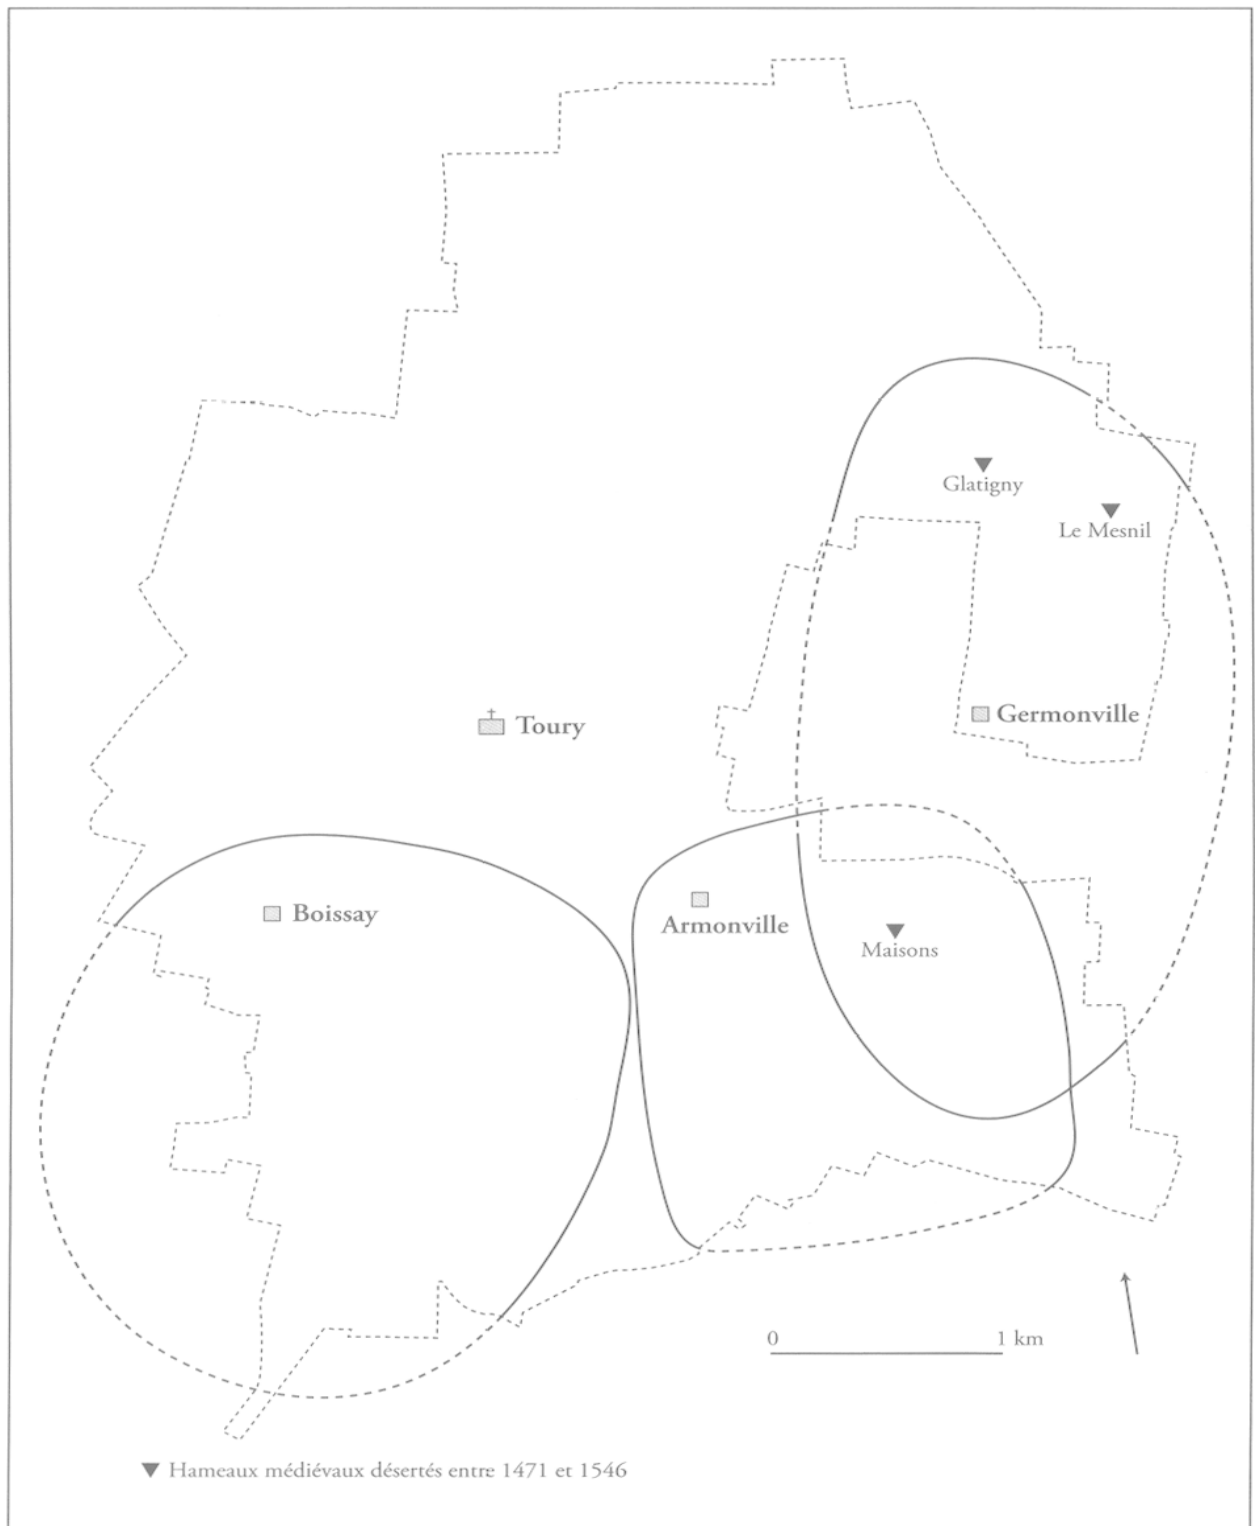 Glatigny
Le Mesnil
Germonville
Toury
Boissay
Armonville
Maisons
0 1 km
Hameaux médiévaux désertés entre 1471 et 1546